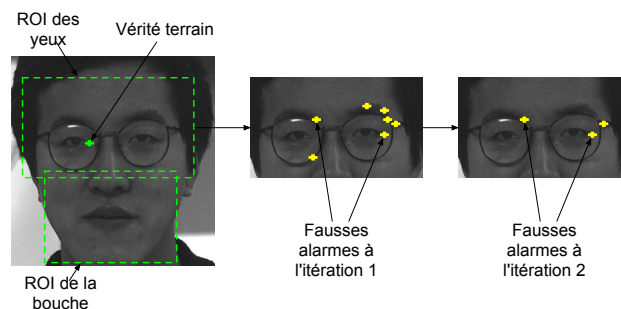 ROI des
yeux
Vérité terrain
Fausses
alarmes à
l'itération 1
Fausses
alarmes à
l'itération 2
ROI de la
bouche